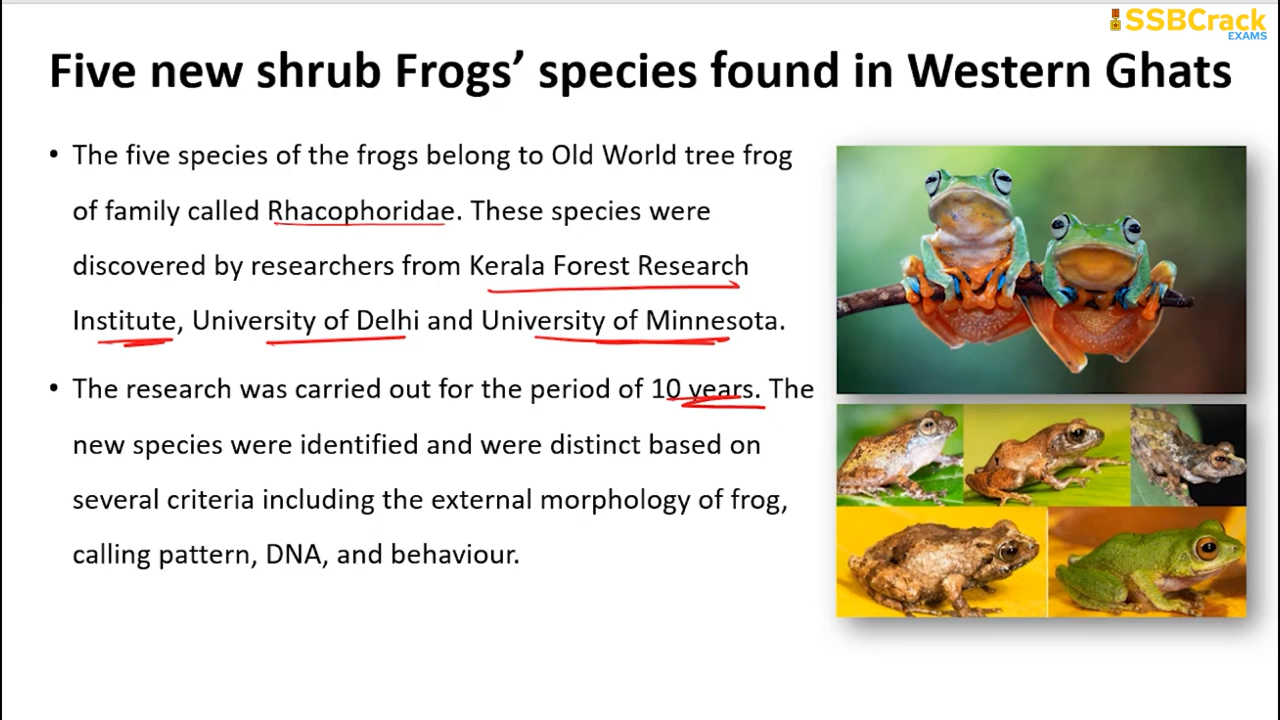 SSBCrack
EXAMS
Five new shrub Frogs’ species found in Western Ghats
• The five species of the frogs belong to Old World tree frog
of family called Rhacophoridae. These species were
discovered by researchers from Kerala Forest Research
Institute, University of Delhi and University of Minnesota.
• The research was carried out for the period of 10 years. The
new species were identified and were distinct based on
several criteria including the external morphology of frog,
calling pattern, DNA, and behaviour.